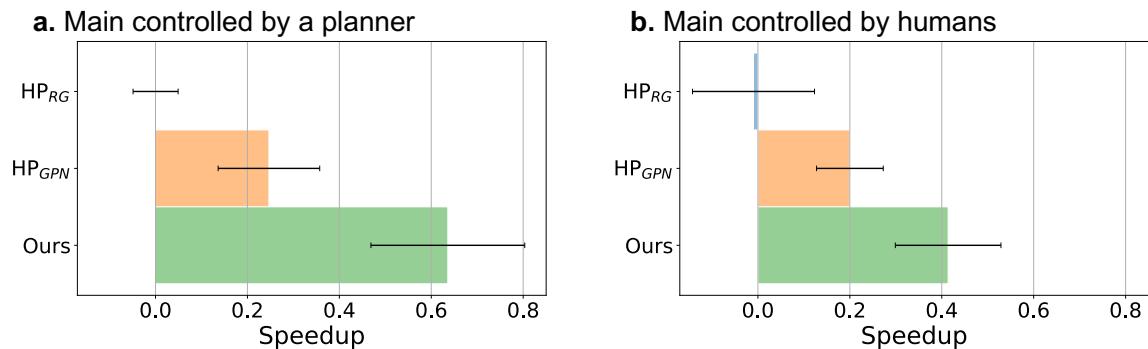 a. Main controlled by a planner
HP_RG
HP_GPN
Ours
0.0 0.2 0.4 0.6 0.8
Speedup
b. Main controlled by humans
HP_RG
HP_GPN
Ours
0.0 0.2 0.4 0.6 0.8
Speedup